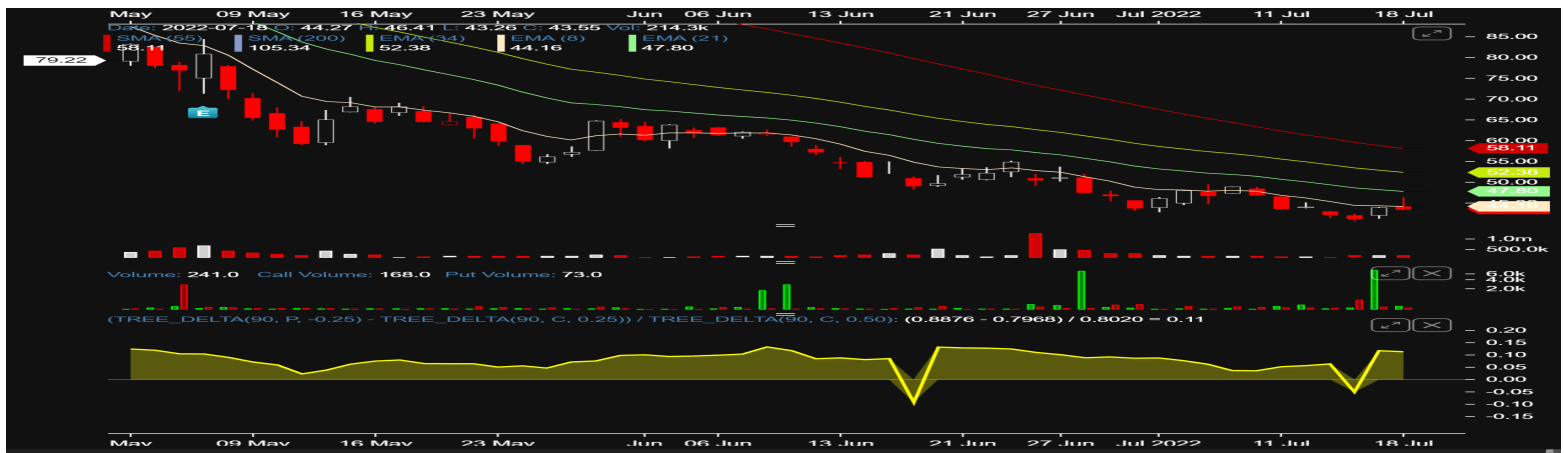 May 09 May 16 May 23 May Jun 06 Jun 13 Jun 21 Jun 27 Jun Jul 2022 11 Jul 18 Jul
Date: 2022-07-18 O: 44.27 H: 46.41 L: 43.26 C: 43.55 Vol: 214.3k
SMA (55) SMA (200) EMA (34) EMA (8) EMA (21)
58.11 105.34 52.38 44.16 47.80
85.00
79.22
80.00
75.00
70.00
E
65.00
60.00
58.11
55.00
52.38
50.00
47.80
1.0m
500.0k
Volume: 241.0 Call Volume: 168.0 Put Volume: 73.0
6.0k
4.0k
2.0k
(TREE_DELTA(90, P, -0.25) - TREE_DELTA(90, C, 0.25)) / TREE_DELTA(90, C, 0.50): (0.8876 - 0.7968) / 0.8020 = 0.11
0.20
0.15
0.10
0.05
0.00
-0.05
-0.10
-0.15
May 09 May 16 May 23 May Jun 06 Jun 13 Jun 21 Jun 27 Jun Jul 2022 11 Jul 18 Jul